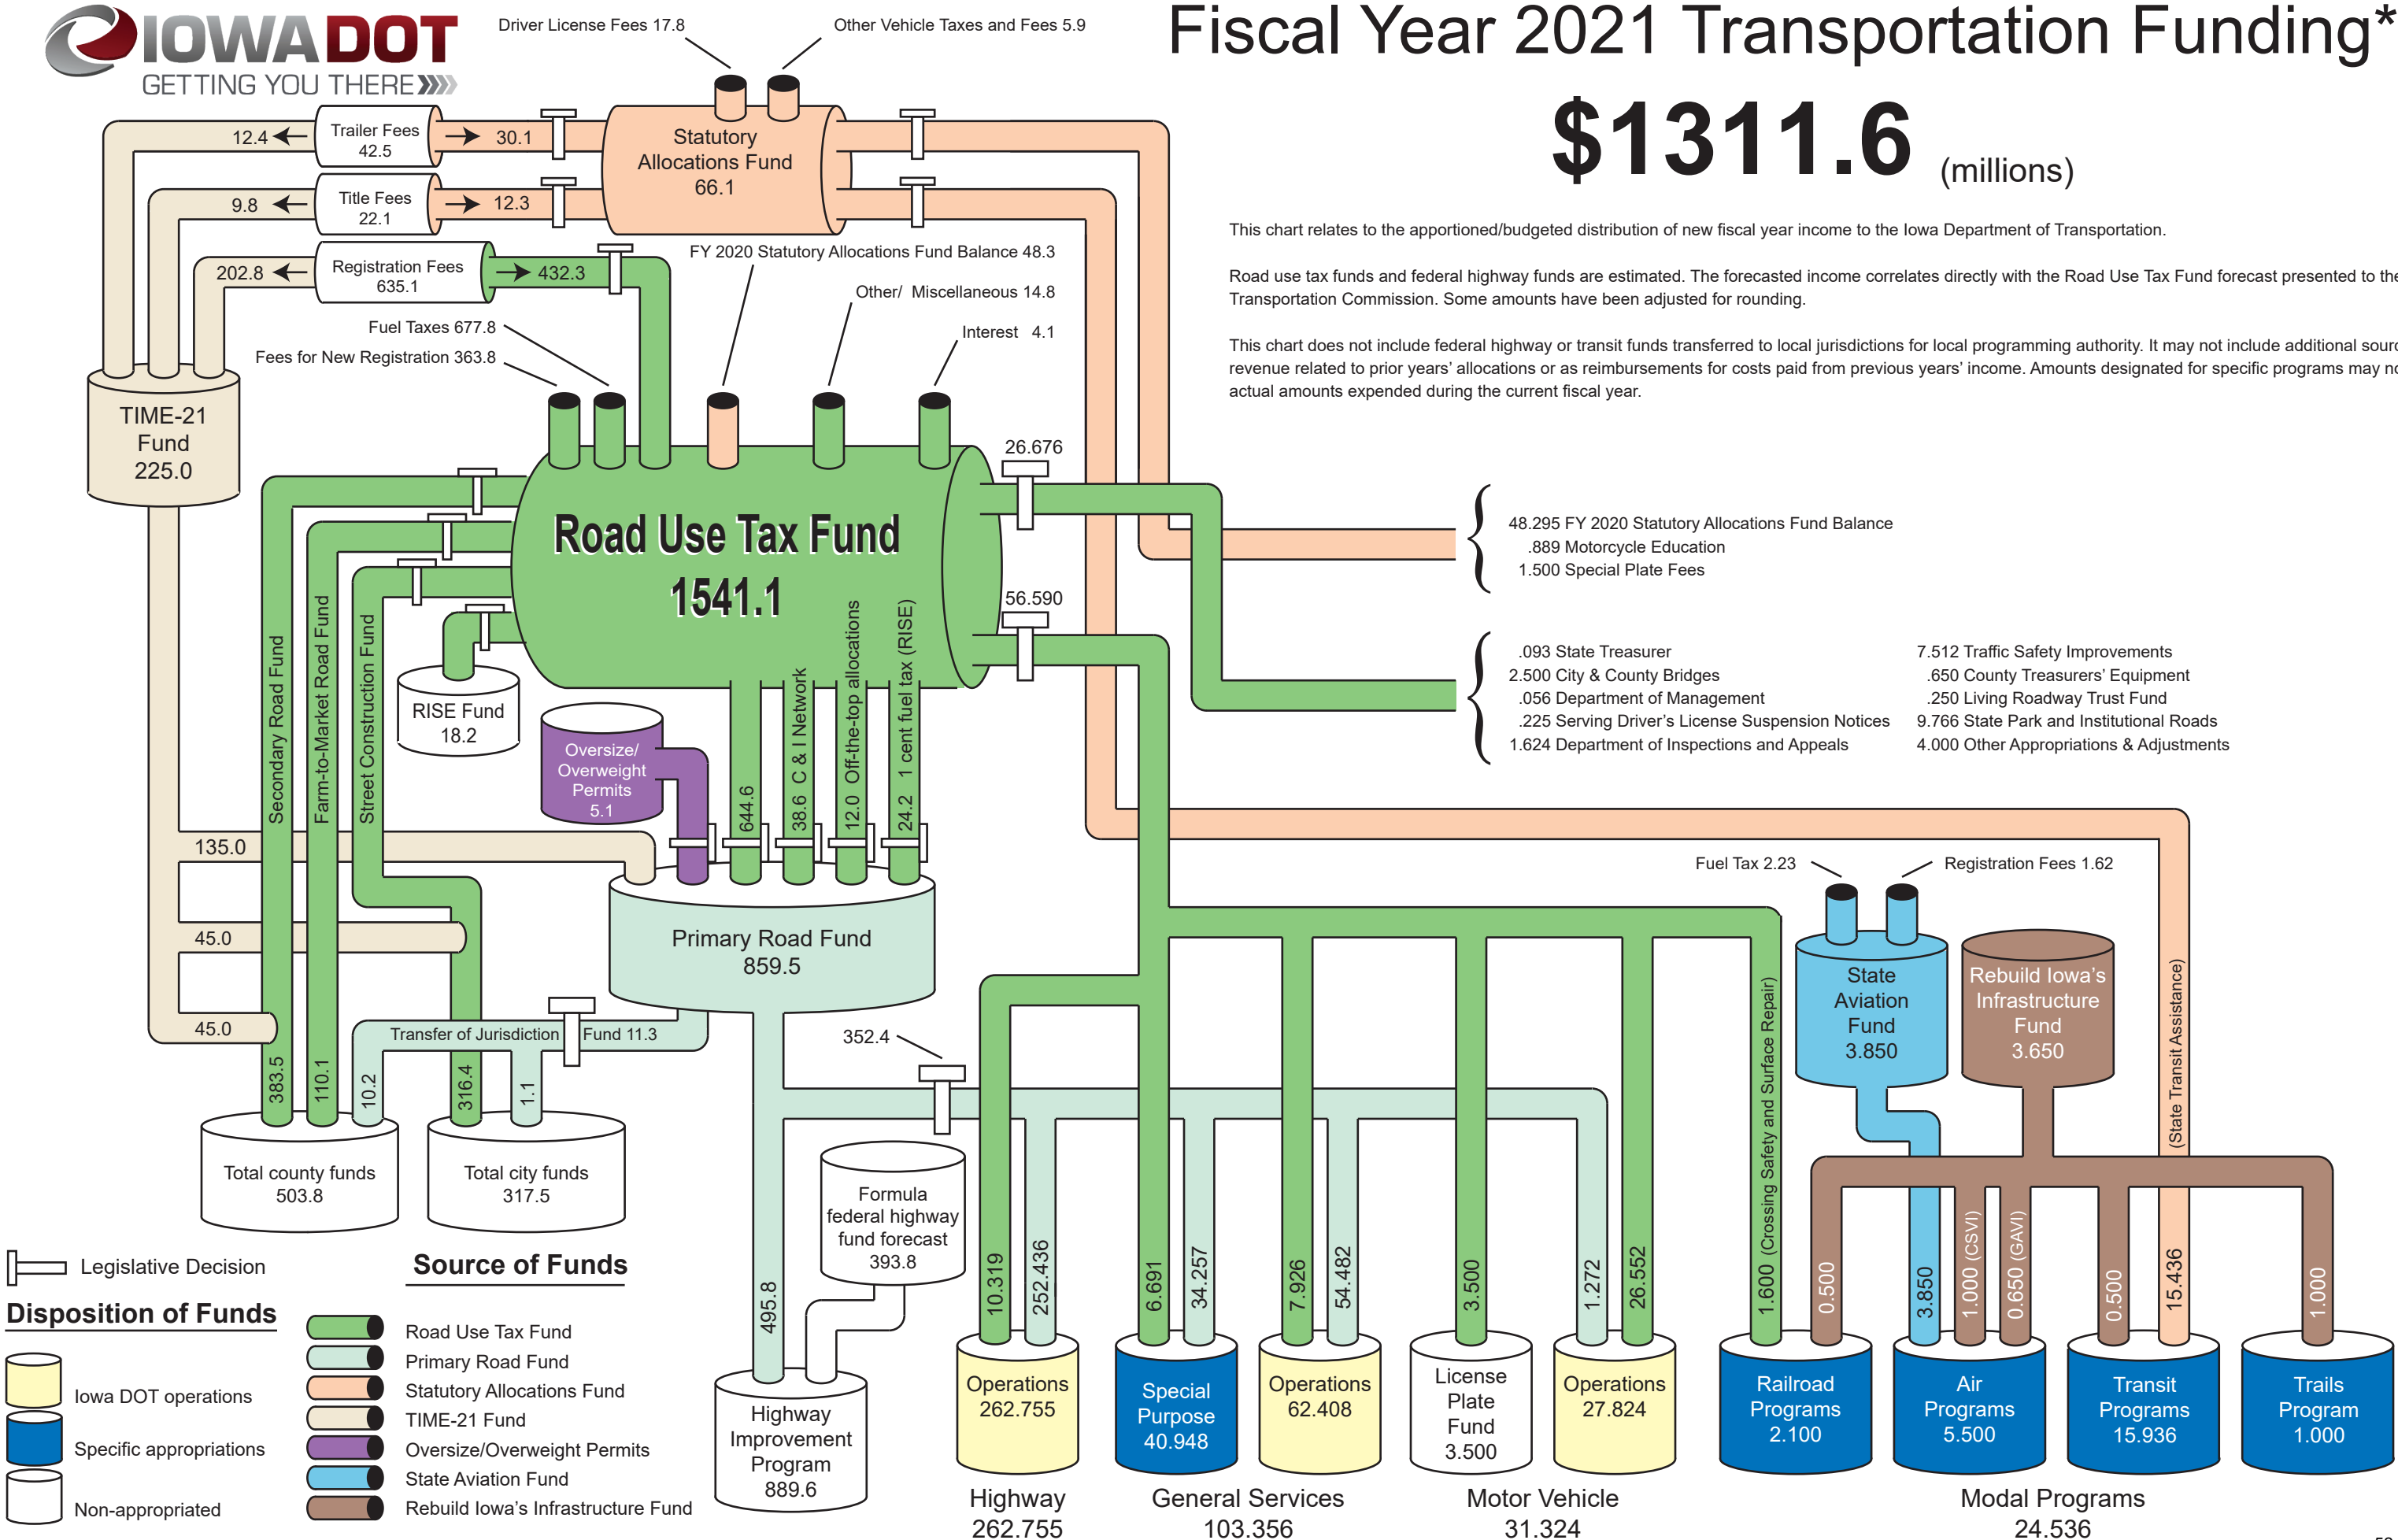 IOWADOT
GETTING YOU THERE
Fiscal Year 2021 Transportation Funding*
$1311.6 (millions)
This chart relates to the apportioned/budgeted distribution of new fiscal year income to the Iowa Department of Transportation.
Road use tax funds and federal highway funds are estimated. The forecasted income correlates directly with the Road Use Tax Fund forecast presented to the
Transportation Commission. Some amounts have been adjusted for rounding.
This chart does not include federal highway or transit funds transferred to local jurisdictions for local programming authority. It may not include additional
revenue related to prior years' allocations or as reimbursements for costs paid from previous years' income. Amounts designated for specific programs may
actual amounts expended during the current fiscal year.
Driver License Fees 17.8
Other Vehicle Taxes and Fees 5.9
12.4
Trailer Fees
42.5
30.1
Statutory
Allocations Fund
66.1
9.8
Title Fees
22.1
12.3
202.8
Registration Fees
635.1
432.3
FY 2020 Statutory Allocations Fund Balance 48.3
Other/ Miscellaneous 14.8
Interest 4.1
Fuel Taxes 677.8
Fees for New Registration 363.8
TIME-21
Fund
225.0
Road Use Tax Fund
1541.1
26.676
56.590
48.295 FY 2020 Statutory Allocations Fund Balance
.889 Motorcycle Education
1.500 Special Plate Fees
.093 State Treasurer
2.500 City & County Bridges
.056 Department of Management
.225 Serving Driver's License Suspension Notices
1.624 Department of Inspections and Appeals
7.512 Traffic Safety Improvements
.650 County Treasurers' Equipment
.250 Living Roadway Trust Fund
9.766 State Park and Institutional Roads
4.000 Other Appropriations & Adjustments
Secondary Road Fund
Farm-to-Market Road Fund
Street Construction Fund
RISE Fund
18.2
Oversize/
Overweight
Permits
5.1
644.6
38.6 C & I Network
12.0 Off-the-top allocations
24.2 1 cent fuel tax (RISE)
135.0
45.0
45.0
Primary Road Fund
859.5
Transfer of Jurisdiction Fund 11.3
352.4
383.5
110.1
10.2
316.4
1.1
Total county funds
503.8
Total city funds
317.5
Formula
federal highway
fund forecast
393.8
495.8
Highway
Improvement
Program
889.6
Fuel Tax 2.23
Registration Fees 1.62
State
Aviation
Fund
3.850
Rebuild Iowa's
Infrastructure
Fund
3.650
(State Transit Assistance)
10.319
252.436
6.691
34.257
7.926
54.482
3.500
1.272
26.552
1.600 (Crossing Safety and Surface Repair)
0.500
3.850
1.000 (CSVI)
0.650 (GAVI)
0.500
15.436
1.000
Operations
262.755
Special
Purpose
40.948
Operations
62.408
License
Plate
Fund
3.500
Operations
27.824
Railroad
Programs
2.100
Air
Programs
5.500
Transit
Programs
15.936
Trails
Program
1.000
Highway
262.755
General Services
103.356
Motor Vehicle
31.324
Modal Programs
24.536
Legislative Decision
Disposition of Funds
Iowa DOT operations
Specific appropriations
Non-appropriated
Source of Funds
Road Use Tax Fund
Primary Road Fund
Statutory Allocations Fund
TIME-21 Fund
Oversize/Overweight Permits
State Aviation Fund
Rebuild Iowa's Infrastructure Fund